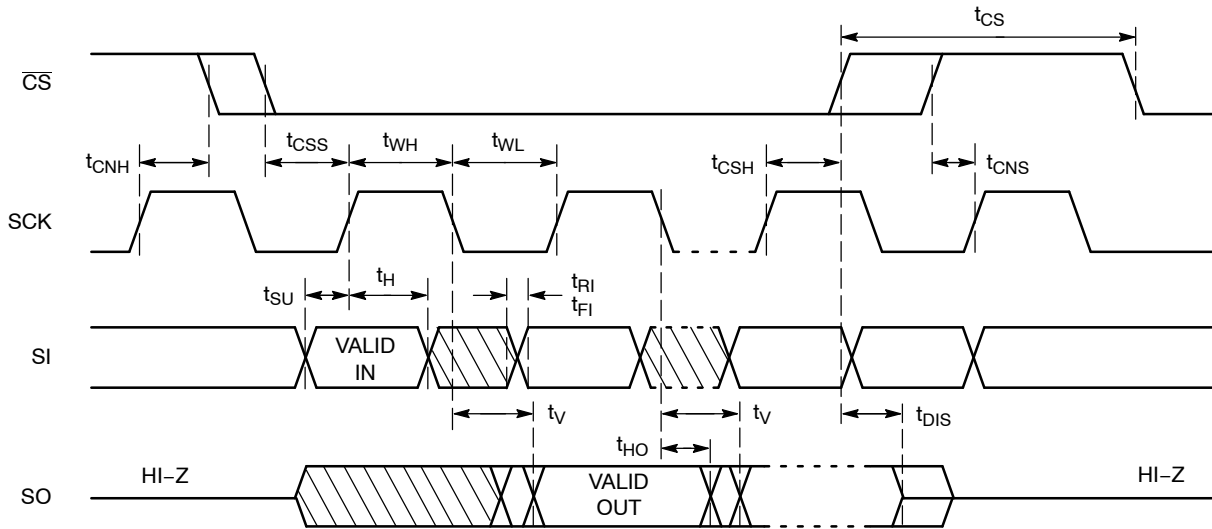 t_CS
C̅S̅
t_CNH
t_CSS
t_WH
t_WL
t_CSH
t_CNS
SCK
t_SU
t_H
t_RI
t_FI
SI
VALID
IN
t_V
t_V
t_DIS
t_HO
HI−Z
VALID
OUT
HI−Z
SO